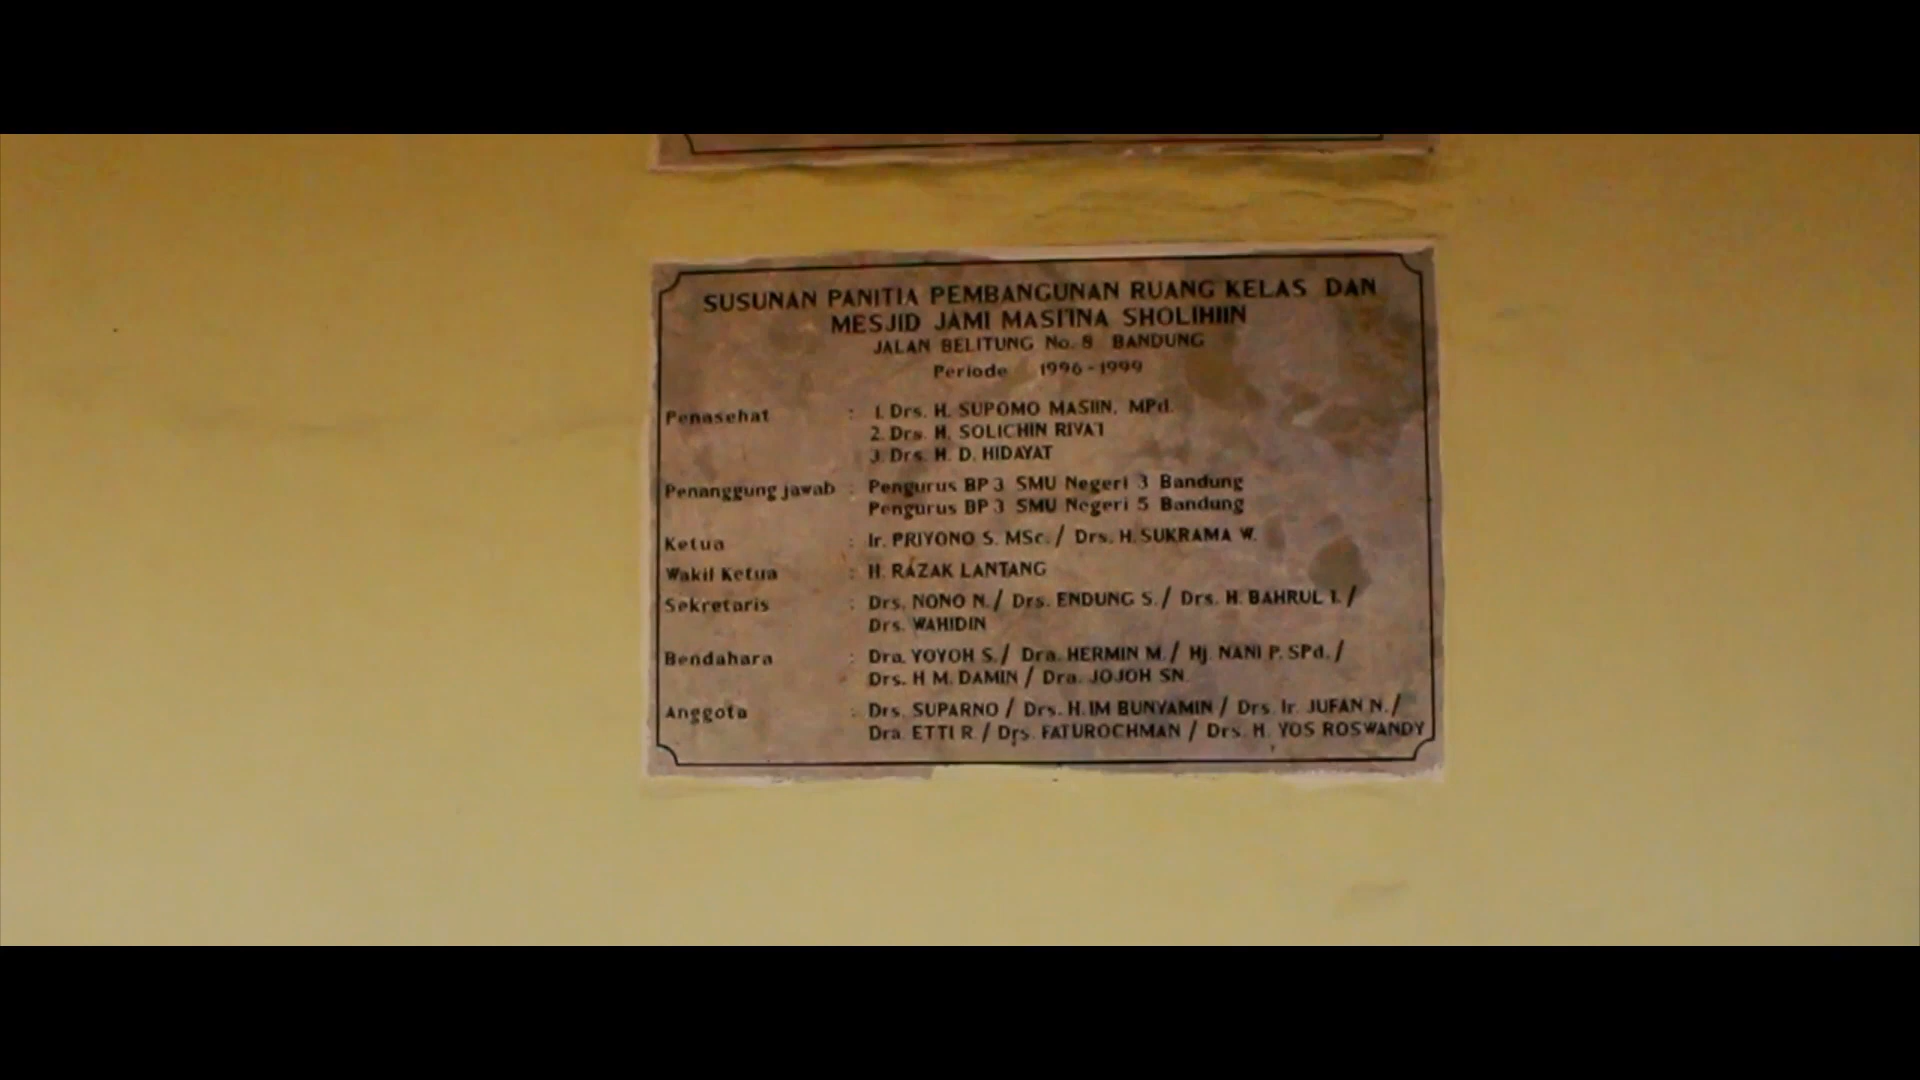 SUSUNAN PANITIA PEMBANGUNAN RUANG KELAS DAN
MESJID JAMI MASI'INA SHOLIHIIN
JALAN BELITUNG No. 8 BANDUNG
Periode 1996 - 1999
Penasehat : 1. Drs. H. SUPOMO MASIIN, MPd.
2. Drs. H. SOLICHIN RIVA'I
3. Drs. H. D. HIDAYAT
Penanggung jawab : Pengurus BP 3 SMU Negeri 3 Bandung
Pengurus BP 3 SMU Negeri 5 Bandung
Ketua : Ir. PRIYONO S. MSc. / Drs. H. SUKRAMA W.
Wakil Ketua : H. RAZAK LANTANG
Sekretaris : Drs. NONO N. / Drs. ENDUNG S. / Drs. H. BAHRUL I. /
Drs. WAHIDIN
Bendahara : Dra. YOYOH S. / Dra. HERMIN M. / Hj. NANI P. SPd. /
Drs. H M. DAMIN / Dra. JOJOH SN.
Anggota : Drs. SUPARNO / Drs. H. IM BUNYAMIN / Drs. Ir. JUFAN N. /
Dra. ETTI R. / Drs. FATUROCHMAN / Drs. H. YOS ROSWANDY